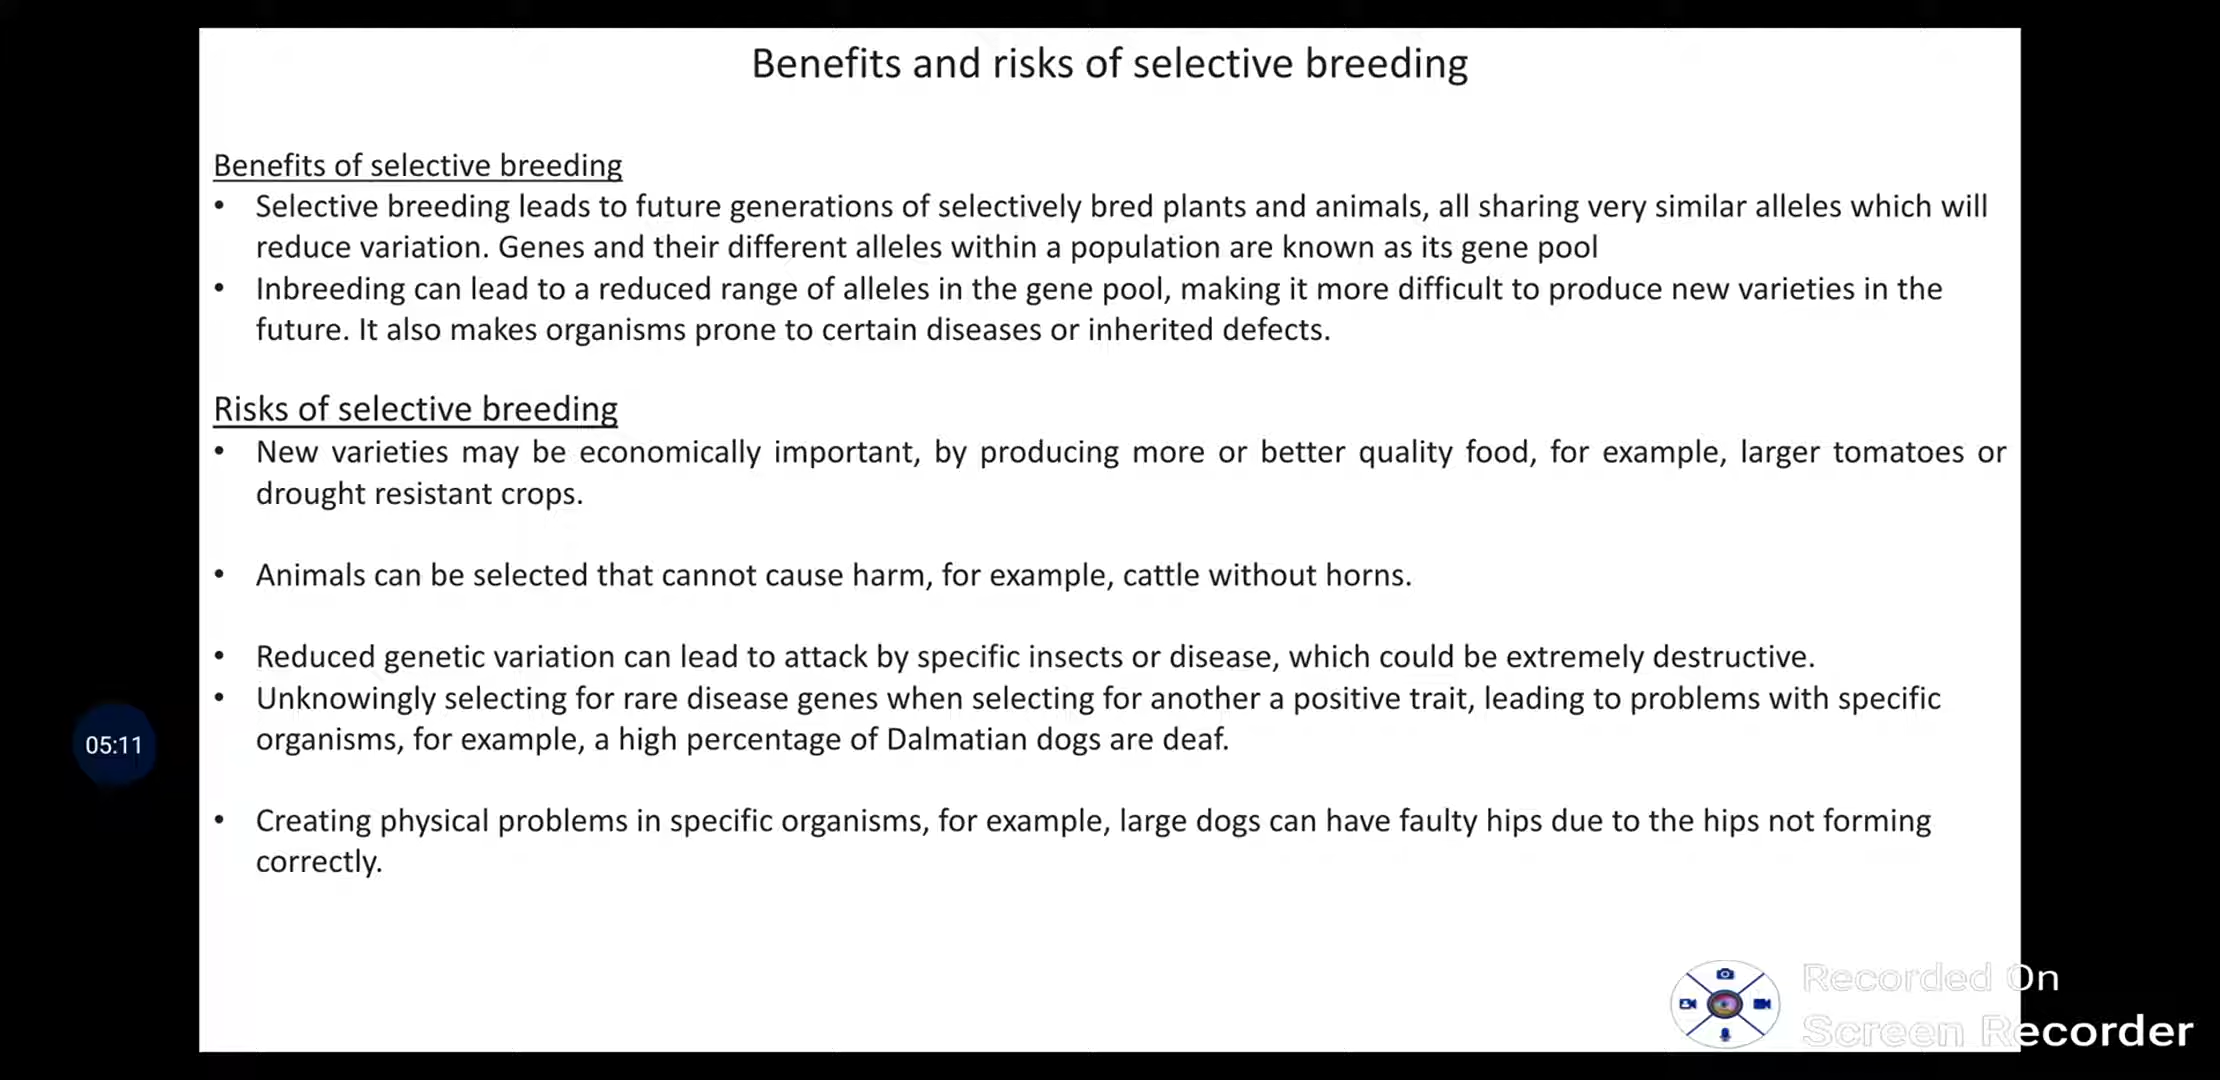 Benefits and risks of selective breeding
Benefits of selective breeding
• Selective breeding leads to future generations of selectively bred plants and animals, all sharing very similar alleles which will
reduce variation. Genes and their different alleles within a population are known as its gene pool
• Inbreeding can lead to a reduced range of alleles in the gene pool, making it more difficult to produce new varieties in the
future. It also makes organisms prone to certain diseases or inherited defects.
Risks of selective breeding
• New varieties may be economically important, by producing more or better quality food, for example, larger tomatoes or
drought resistant crops.
• Animals can be selected that cannot cause harm, for example, cattle without horns.
• Reduced genetic variation can lead to attack by specific insects or disease, which could be extremely destructive.
• Unknowingly selecting for rare disease genes when selecting for another a positive trait, leading to problems with specific
organisms, for example, a high percentage of Dalmatian dogs are deaf.
05:11
• Creating physical problems in specific organisms, for example, large dogs can have faulty hips due to the hips not forming
correctly.
Recorded On
Screen Recorder